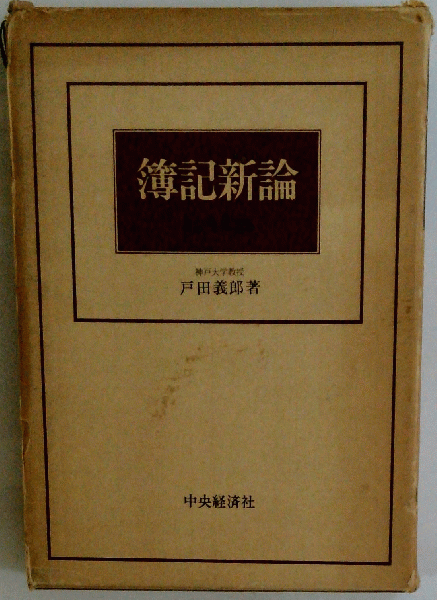 簿記新論
神戸大学教授
戸田義郎著
中央経済社